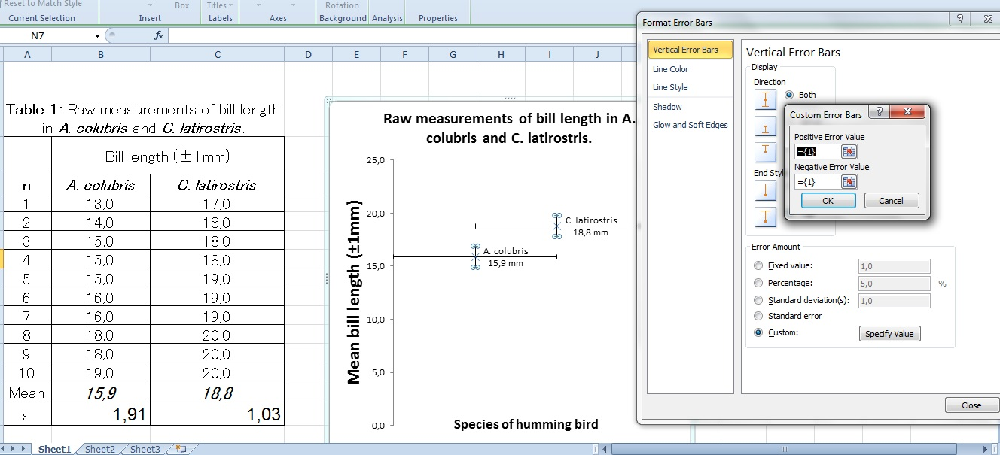 Reset to Match Style
Box
Titles
Rotation
Current Selection
Insert
Labels
Axes
Background
Analysis
Properties
N7
fx
A B C D E F G H I J
Table 1: Raw measurements of bill length
in A. colubris and C. latirostris.
Bill length (±1mm)
n A. colubris C. latirostris
1 13,0 17,0
2 14,0 18,0
3 15,0 18,0
4 15,0 18,0
5 15,0 19,0
6 16,0 19,0
7 16,0 19,0
8 18,0 20,0
9 18,0 20,0
10 19,0 20,0
Mean 15,9 18,8
s 1,91 1,03
Raw measurements of bill length in A.
colubris and C. latirostris.
Mean bill length (±1mm)
25,0
20,0
15,0
10,0
5,0
0,0
C. latirostris
18,8 mm
A. colubris
15,9 mm
Species of humming bird
Format Error Bars
Vertical Error Bars
Line Color
Line Style
Shadow
Glow and Soft Edges
Vertical Error Bars
Display
Direction
Both
End Styl
Custom Error Bars
Positive Error Value
={1}
Negative Error Value
={1}
OK Cancel
Error Amount
Fixed value: 1,0
Percentage: 5,0 %
Standard deviation(s): 1,0
Standard error
Custom: Specify Value
Close
Sheet1 Sheet2 Sheet3